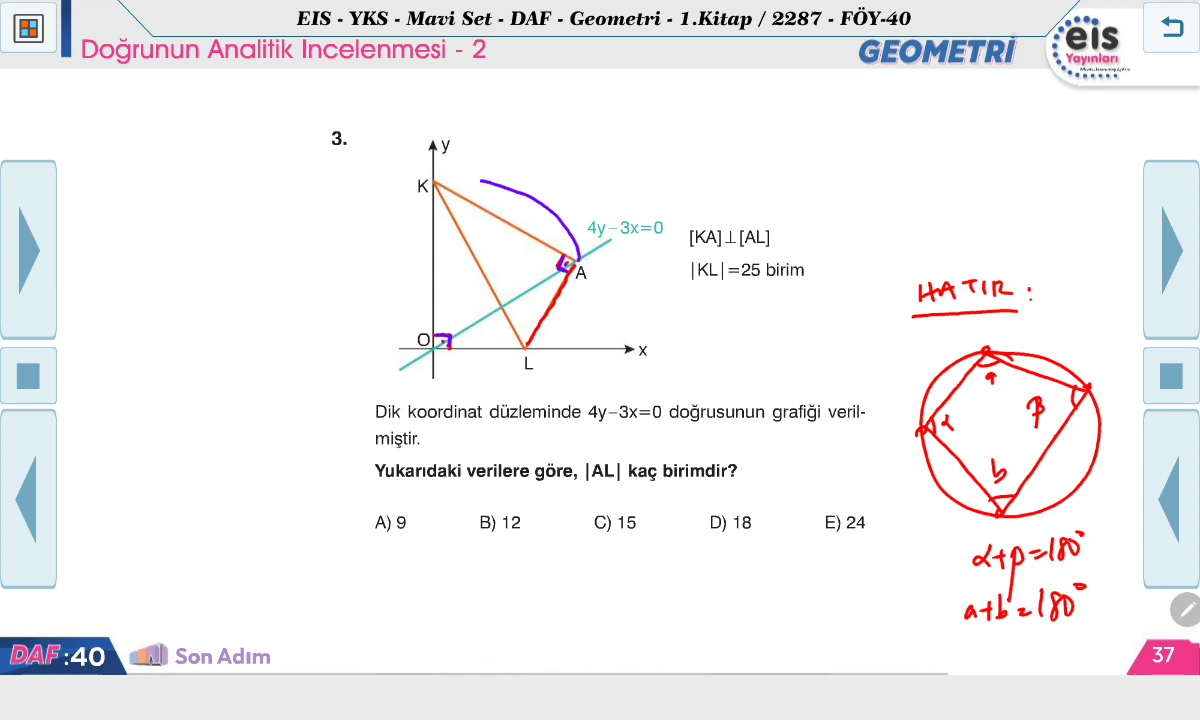 EIS - YKS - Mavi Set - DAF - Geometri - 1.Kitap / 2287 - FÖY-40
Doğrunun Analitik İncelenmesi - 2
GEOMETRİ
eis
Yayınları
3.
y
K
4y−3x=0
[KA]⊥[AL]
A
|KL|=25 birim
O
x
L
HATIR :
a
α
β
b
Dik koordinat düzleminde 4y−3x=0 doğrusunun grafiği veril-
miştir.
Yukarıdaki verilere göre, |AL| kaç birimdir?
A) 9 B) 12 C) 15 D) 18 E) 24
α+β=180°
a+b=180°
DAF:40
Son Adım
37